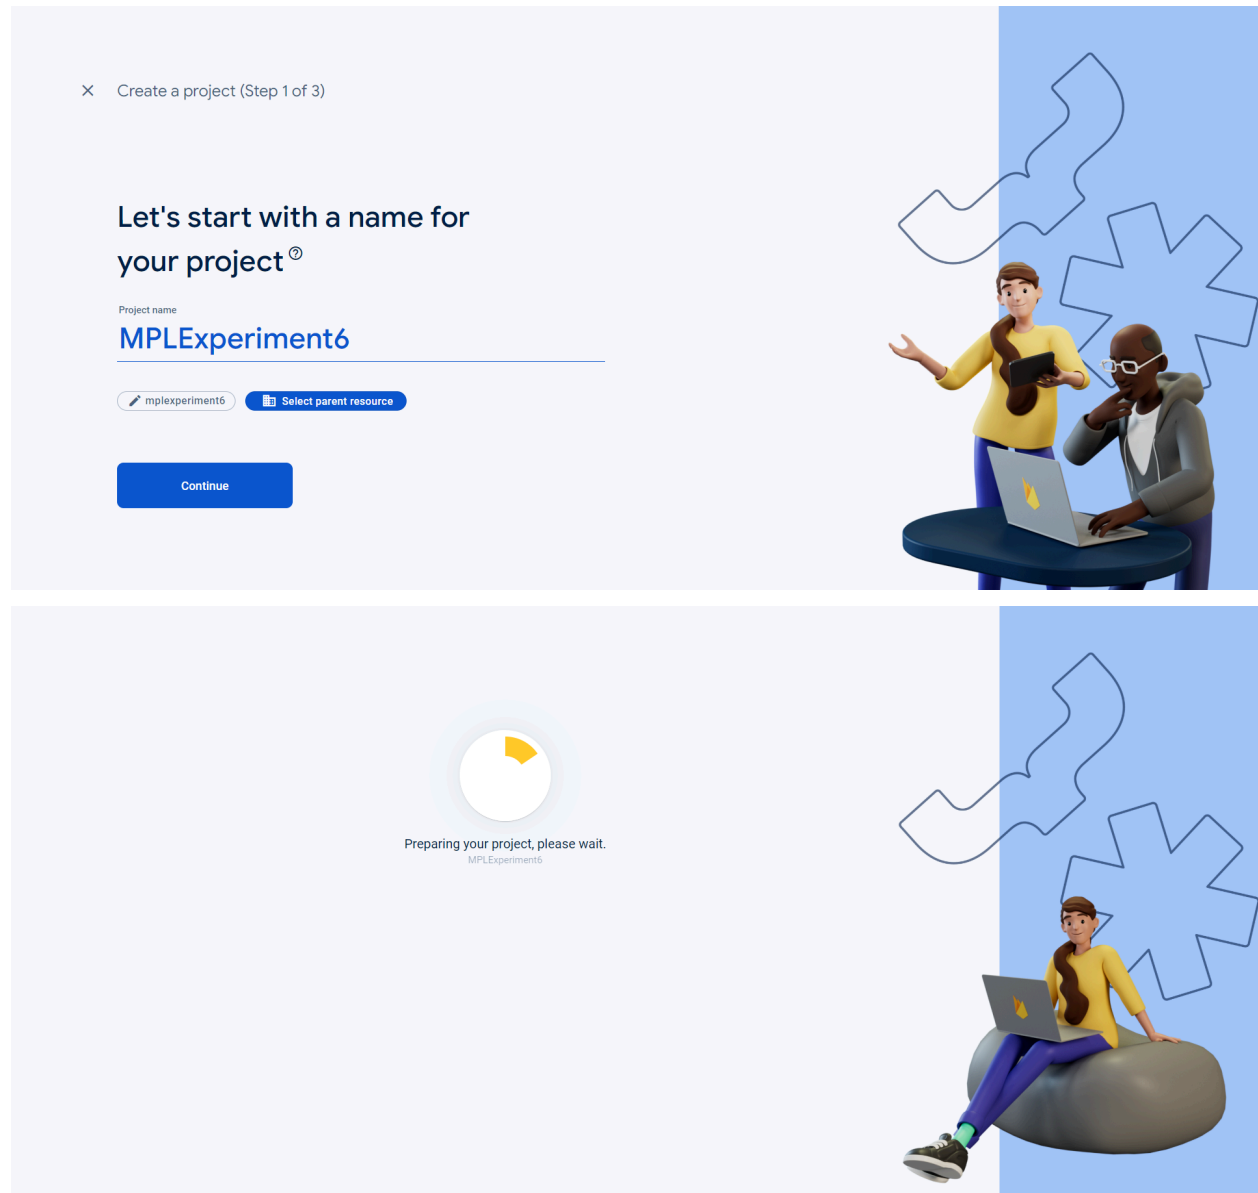 Create a project (Step 1 of 3)
Let's start with a name for
your project
Project name
MPLExperiment6
mplexperiment6
Select parent resource
Continue
Preparing your project, please wait.
MPLExperiment6